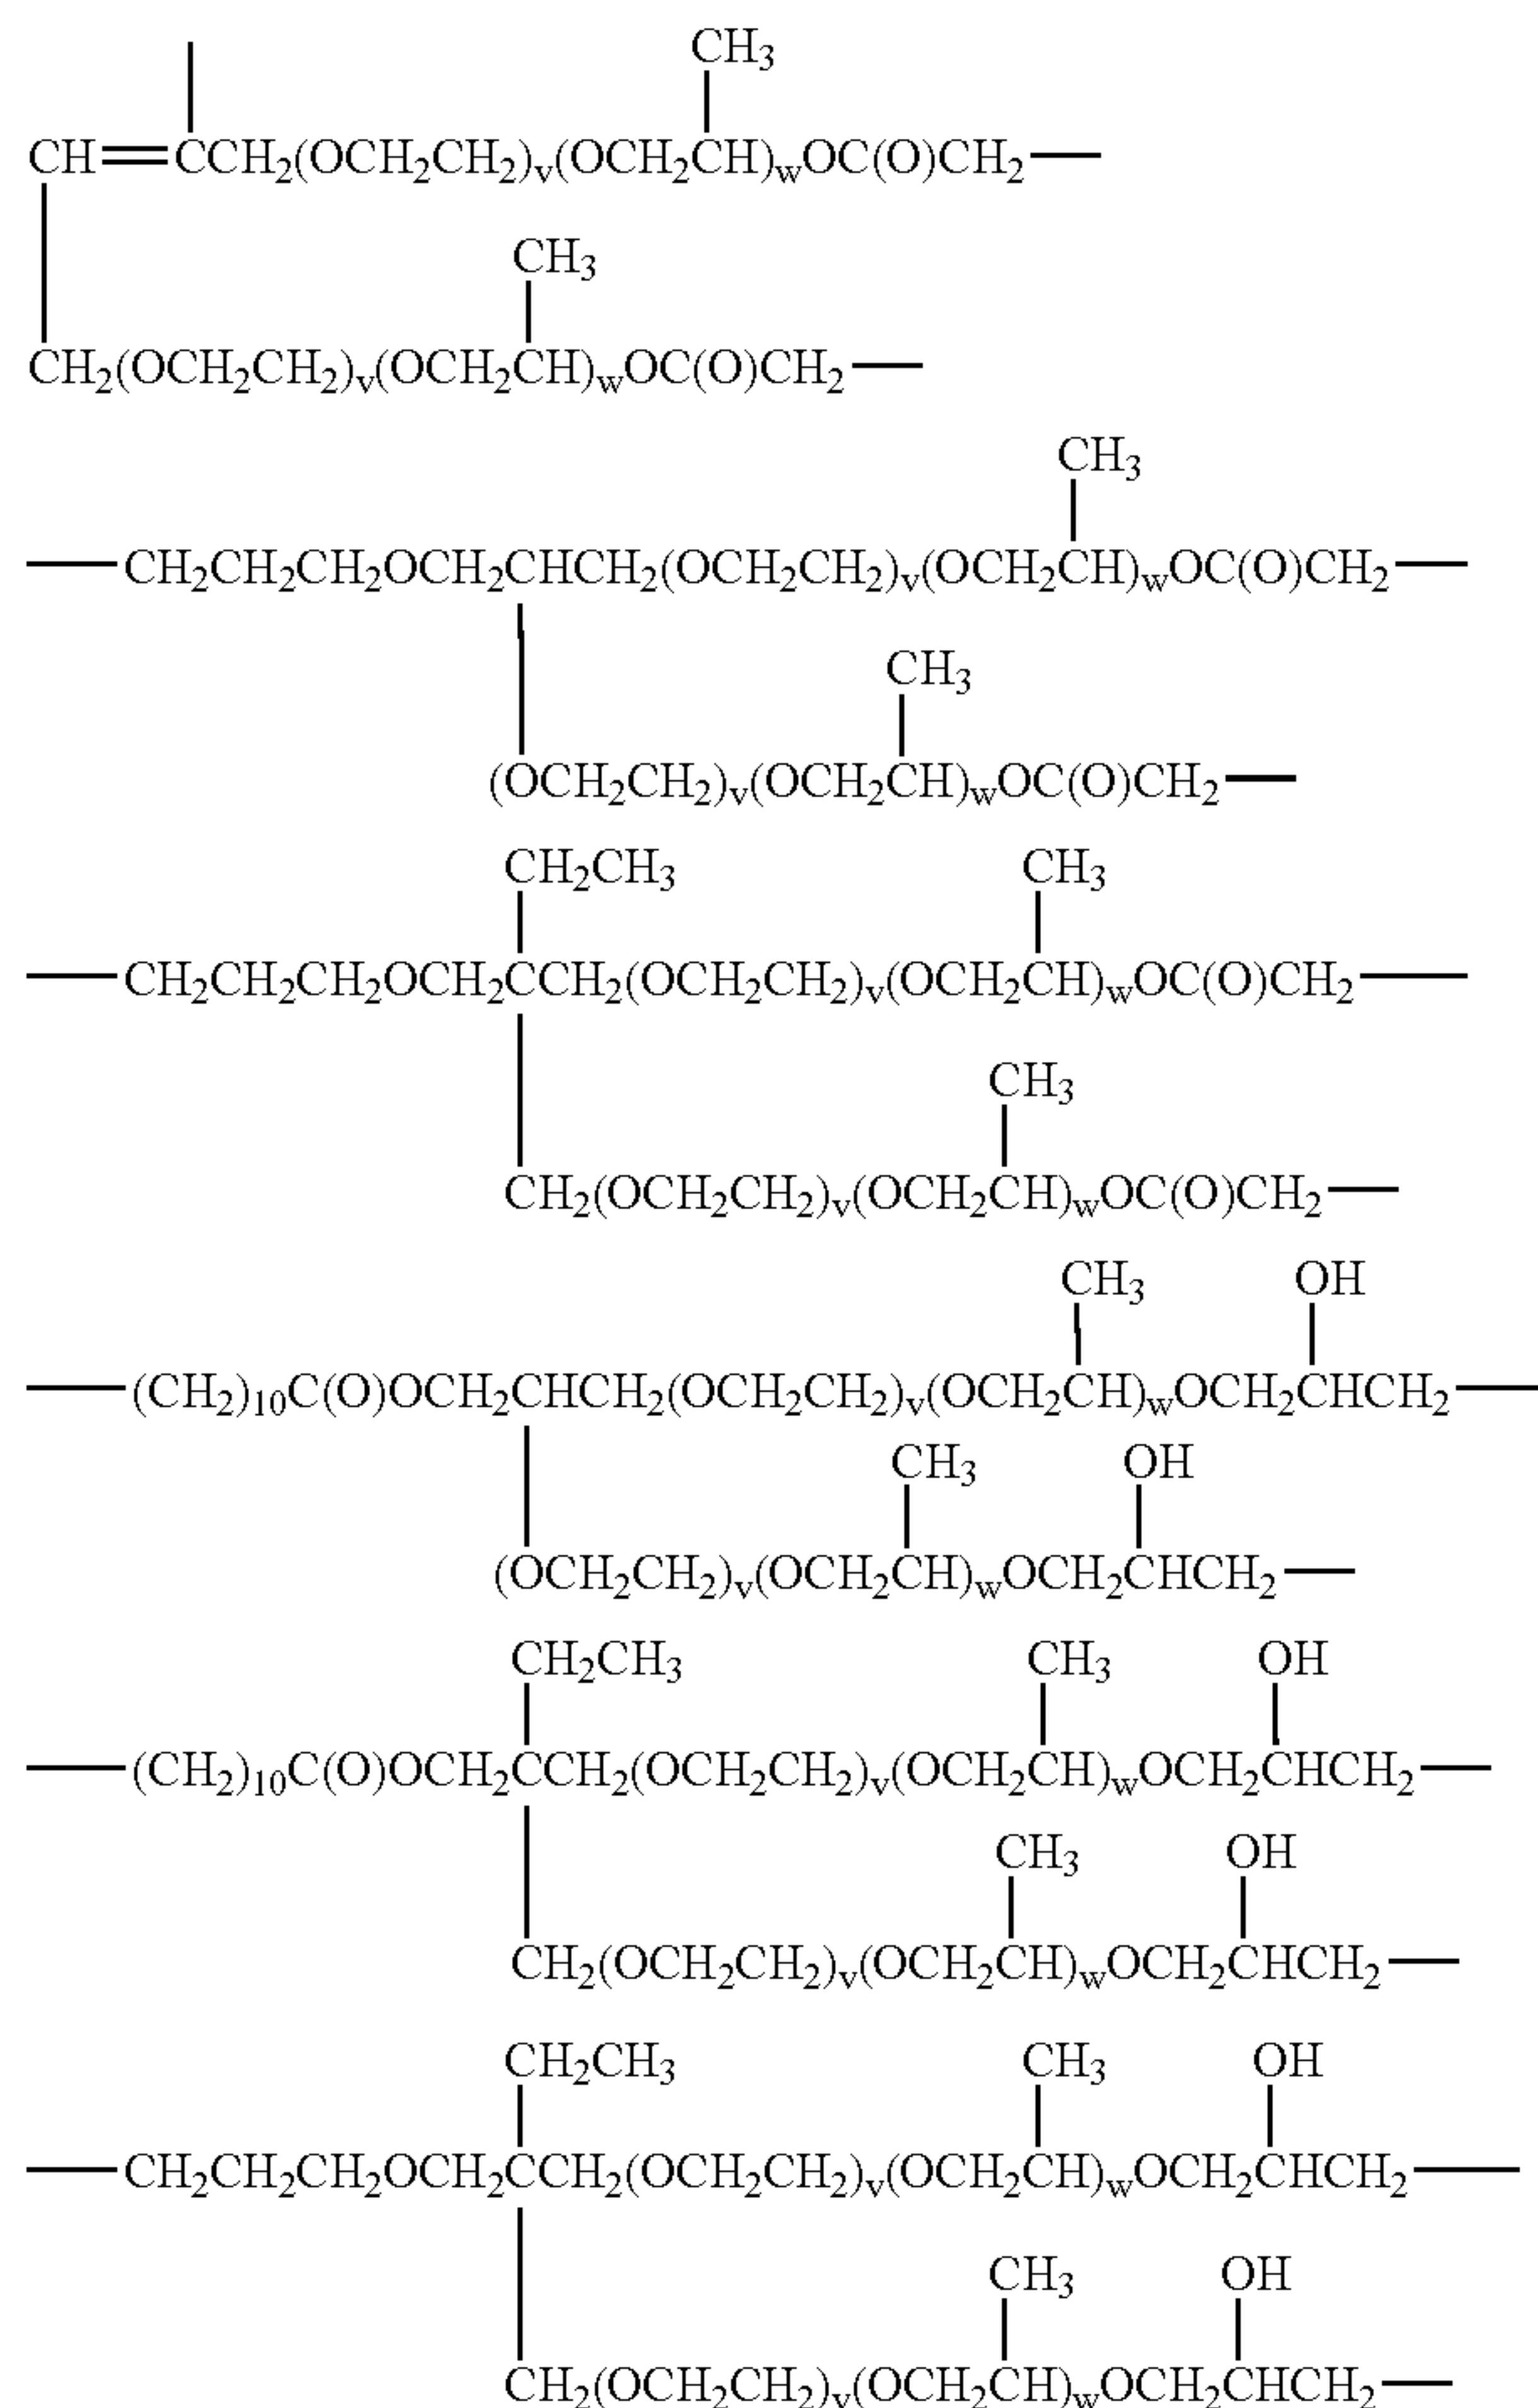 CH₃
CH=CCH₂(OCH₂CH₂)ᵥ(OCH₂CH)wOC(O)CH₂—
CH₃
CH₂(OCH₂CH₂)ᵥ(OCH₂CH)wOC(O)CH₂—
CH₃
—CH₂CH₂CH₂OCH₂CHCH₂(OCH₂CH₂)ᵥ(OCH₂CH)wOC(O)CH₂—
CH₃
(OCH₂CH₂)ᵥ(OCH₂CH)wOC(O)CH₂—
CH₂CH₃ CH₃
—CH₂CH₂CH₂OCH₂CCH₂(OCH₂CH₂)ᵥ(OCH₂CH)wOC(O)CH₂—
CH₃
CH₂(OCH₂CH₂)ᵥ(OCH₂CH)wOC(O)CH₂—
CH₃ OH
—(CH₂)₁₀C(O)OCH₂CHCH₂(OCH₂CH₂)ᵥ(OCH₂CH)wOCH₂CHCH₂—
CH₃ OH
(OCH₂CH₂)ᵥ(OCH₂CH)wOCH₂CHCH₂—
CH₂CH₃ CH₃ OH
—(CH₂)₁₀C(O)OCH₂CCH₂(OCH₂CH₂)ᵥ(OCH₂CH)wOCH₂CHCH₂—
CH₃ OH
CH₂(OCH₂CH₂)ᵥ(OCH₂CH)wOCH₂CHCH₂—
CH₂CH₃ CH₃ OH
—CH₂CH₂CH₂OCH₂CCH₂(OCH₂CH₂)ᵥ(OCH₂CH)wOCH₂CHCH₂—
CH₃ OH
CH₂(OCH₂CH₂)ᵥ(OCH₂CH)wOCH₂CHCH₂—